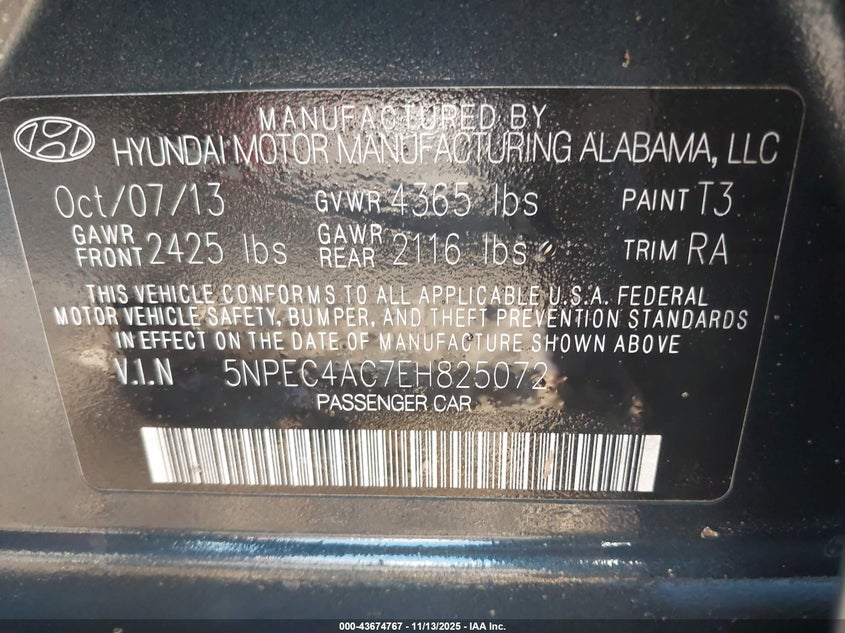 MANUFACTURED BY
HYUNDAI MOTOR MANUFACTURING ALABAMA, LLC
Oct/07/13 GVWR 4365 lbs PAINT T3
GAWR FRONT 2425 lbs GAWR REAR 2116 lbs TRIM RA
THIS VEHICLE CONFORMS TO ALL APPLICABLE U.S.A. FEDERAL
MOTOR VEHICLE SAFETY, BUMPER, AND THEFT PREVENTION STANDARDS
IN EFFECT ON THE DATE OF MANUFACTURE SHOWN ABOVE
V.I.N 5NPEC4AC7EH825072
PASSENGER CAR
000-43674767 - 11/13/2025 - IAA Inc.